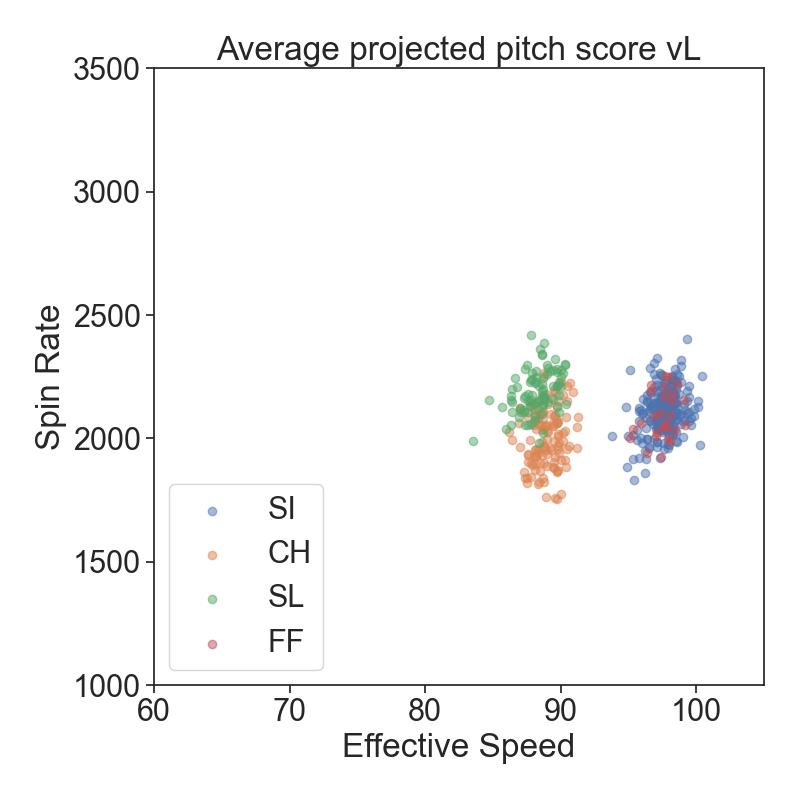 Average projected pitch score vL
3500
3000
2500
2000
1500
1000
Spin Rate
SI
CH
SL
FF
60 70 80 90 100
Effective Speed